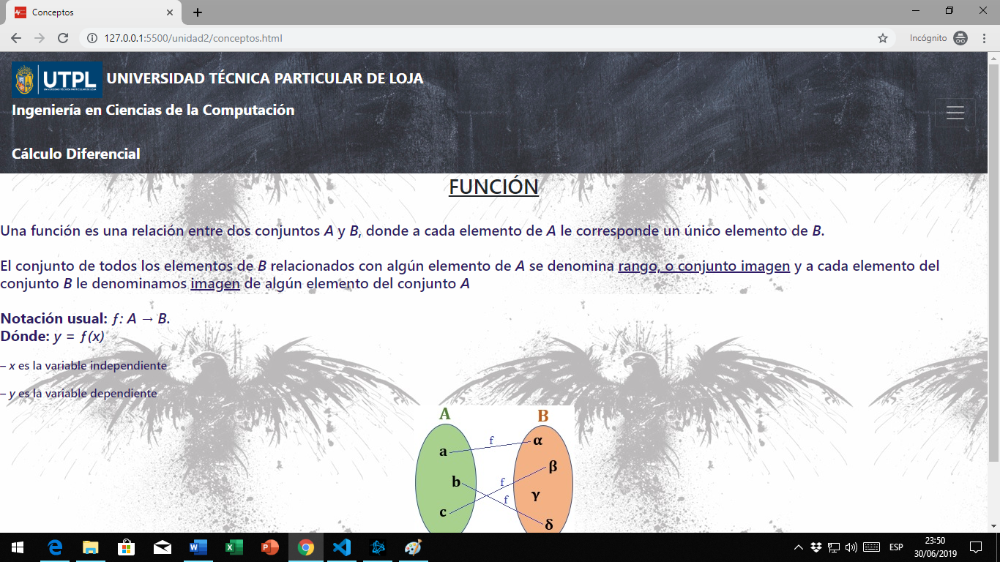 Conceptos
127.0.0.1:5500/unidad2/conceptos.html
Incógnito
UTPL UNIVERSIDAD TÉCNICA PARTICULAR DE LOJA
Ingeniería en Ciencias de la Computación
Cálculo Diferencial
FUNCIÓN
Una función es una relación entre dos conjuntos A y B, donde a cada elemento de A le corresponde un único elemento de B.
El conjunto de todos los elementos de B relacionados con algún elemento de A se denomina rango, o conjunto imagen y a cada elemento del
conjunto B le denominamos imagen de algún elemento del conjunto A
Notación usual: ƒ: A → B.
Dónde: y = ƒ(x)
– x es la variable independiente
– y es la variable dependiente
A B
a f α
β
b f
γ
c f
δ
ESP
23:50
30/06/2019